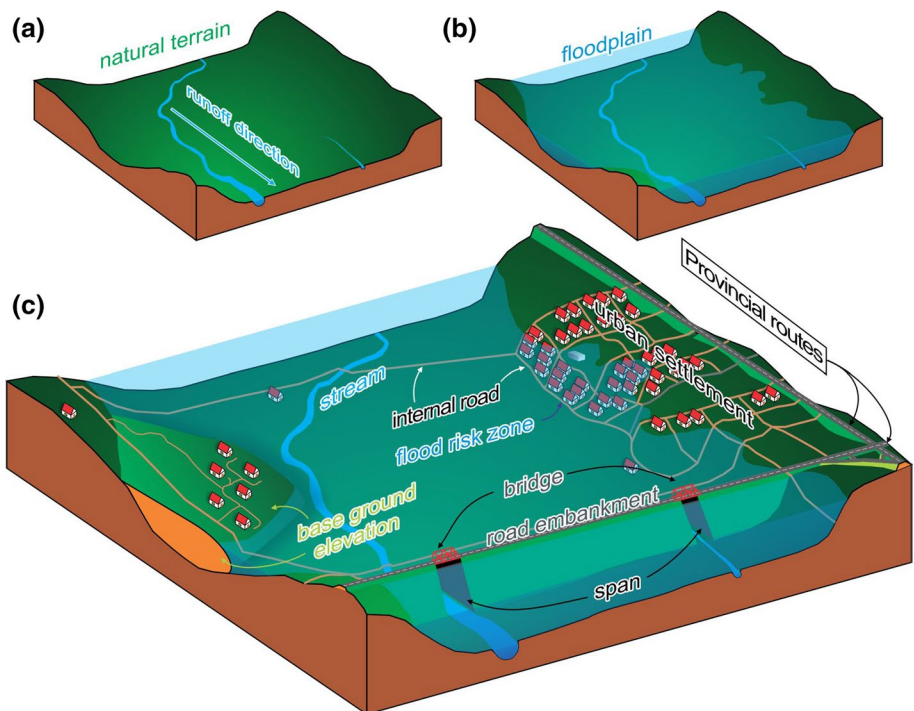 (a)
natural terrain
runoff direction
(b)
floodplain
(c)
Provincial routes
urban settlement
stream
internal road
flood risk zone
bridge
road embankment
base ground
elevation
span